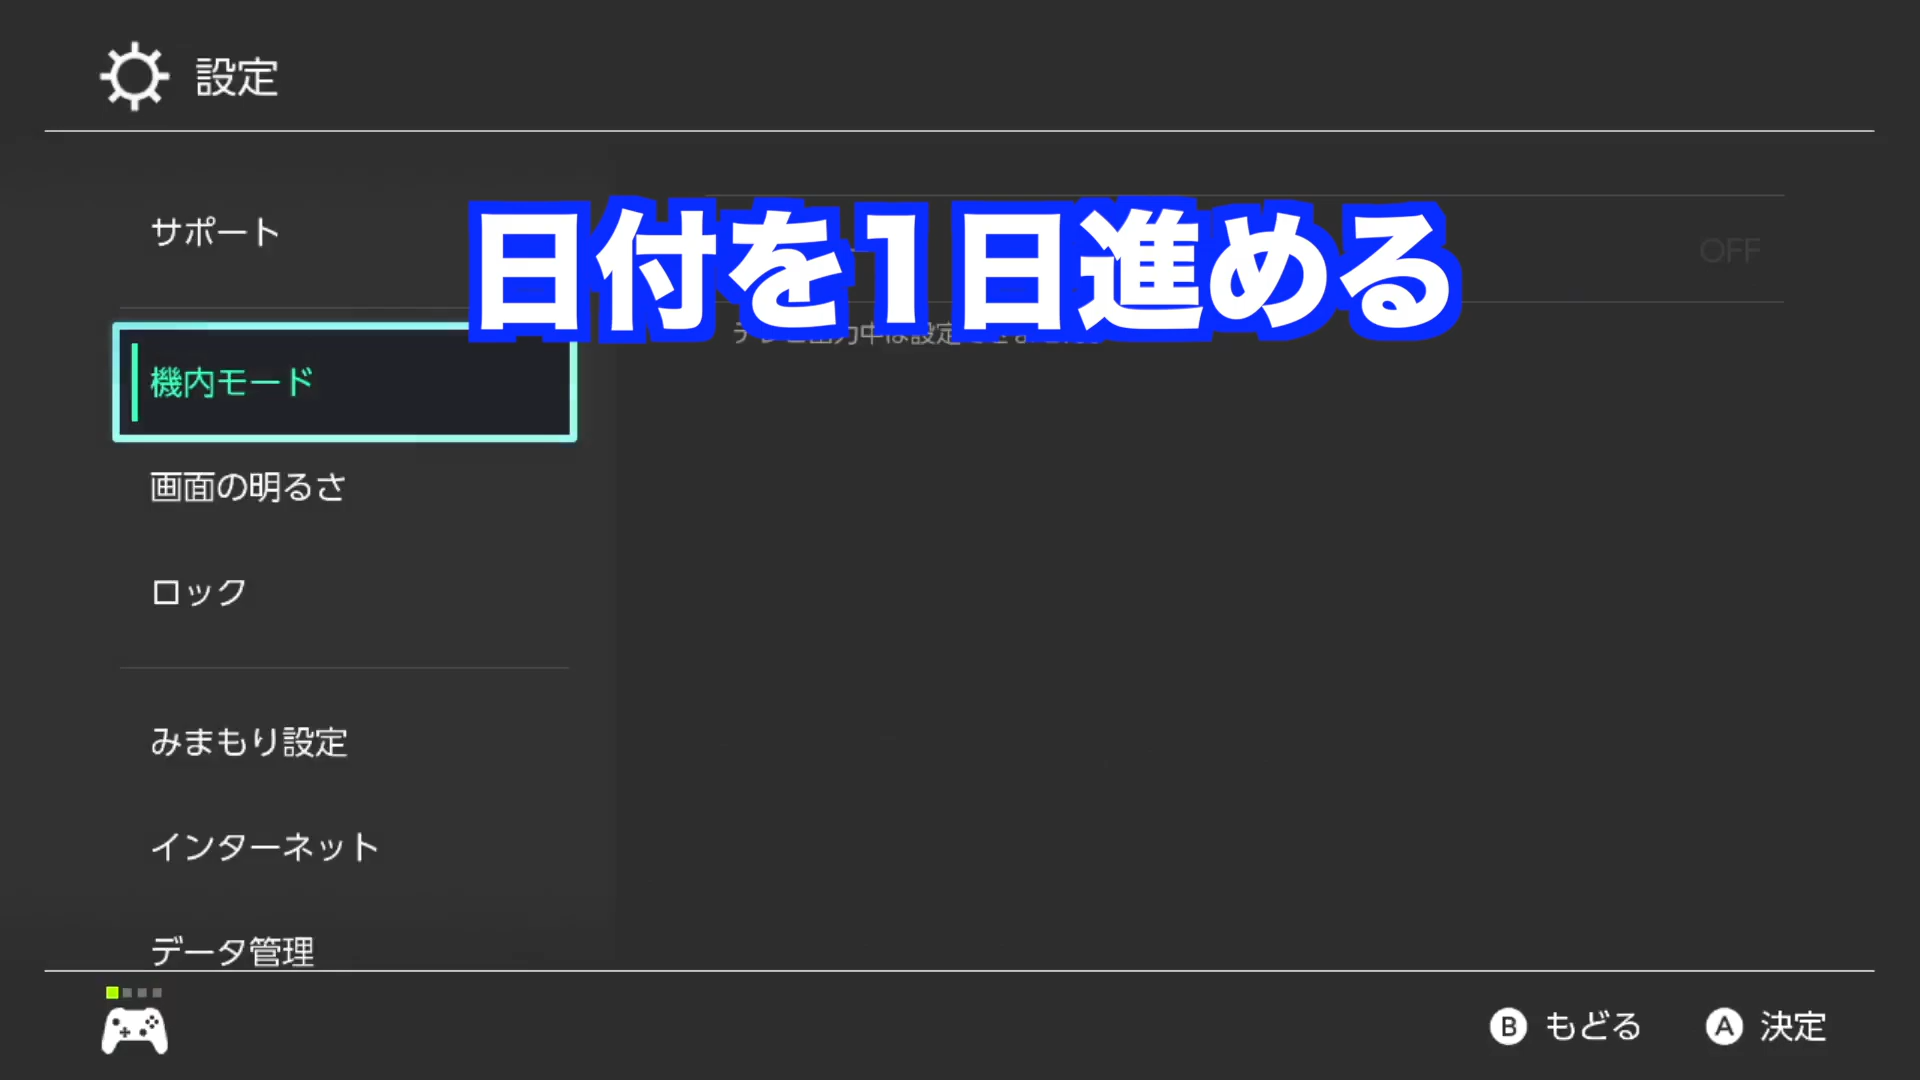 設定
サポート
日付を1日進める
OFF
機内モード
画面の明るさ
ロック
みまもり設定
インターネット
データ管理
B もどる
A 決定